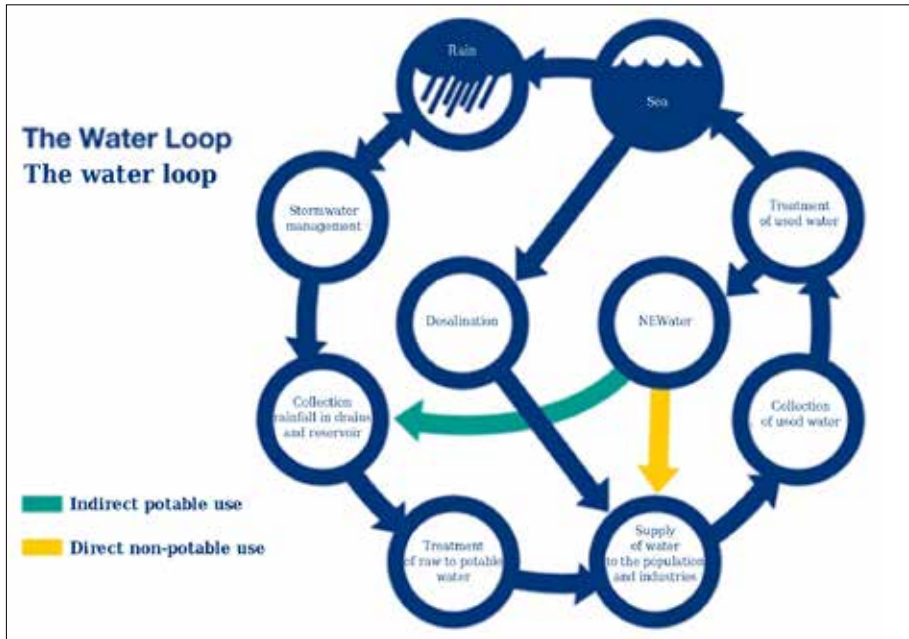 The Water Loop
The water loop
Rain
Sea
Stormwater
management
Treatment
of used water
Desalination
NEWater
Collection
rainfall in drains
and reservoir
Collection
of used water
Indirect potable use
Direct non-potable use
Treatment
of raw to potable
water
Supply
of water
to the population
and industries